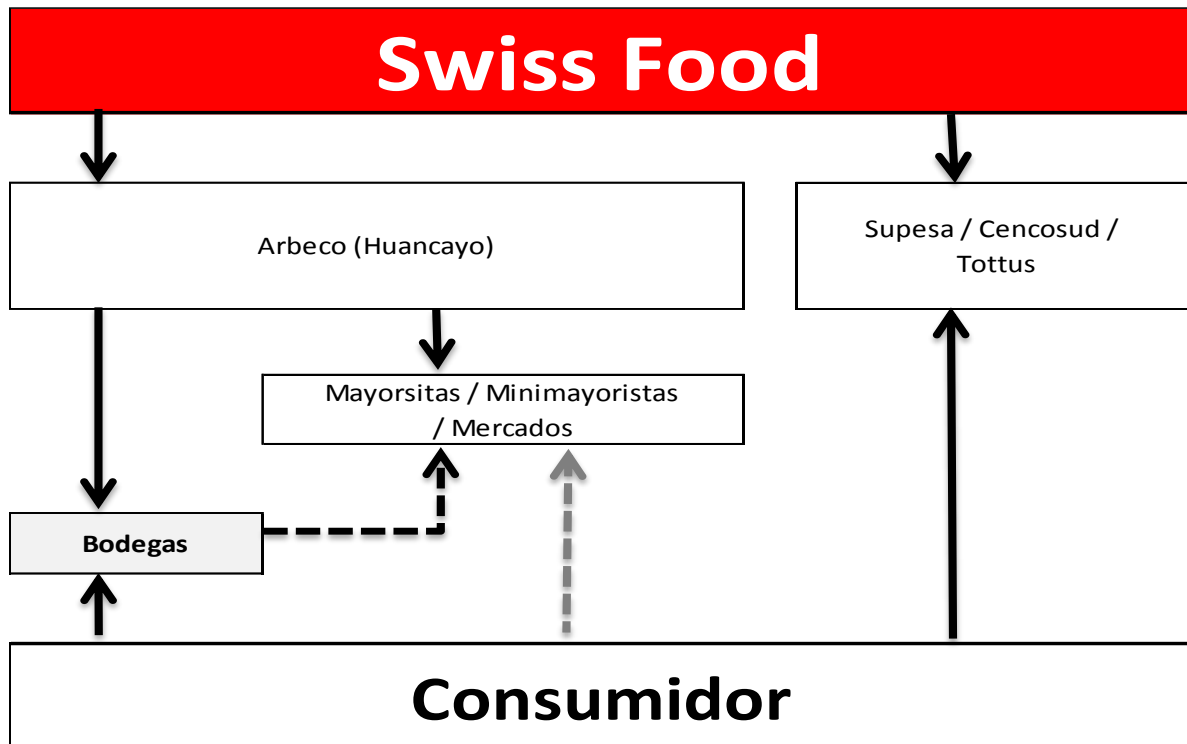 Swiss Food
Arbeco (Huancayo)
Supesa / Cencosud /
Tottus
Mayorsitas / Minimayoristas
/ Mercados
Bodegas
Consumidor